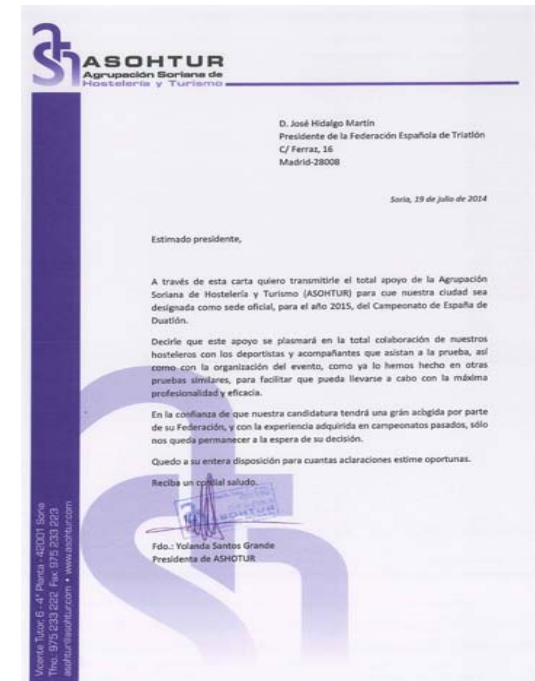 ASOHTUR
Agrupación Soriana de
Hostelería y Turismo
D. José Hidalgo Martín
Presidente de la Federación Española de Triatlón
C/ Ferraz, 16
Madrid-28008
Soria, 19 de julio de 2014
Estimado presidente,
A través de esta carta quiero transmitirle el total apoyo de la Agrupación
Soriana de Hostelería y Turismo (ASOHTUR) para cue nuestra ciudad sea
designada como sede oficial, para el año 2015, del Campeonato de España de
Duatlón.
Decirle que este apoyo se plasmará en la total colaboración de nuestros
hosteleros con los deportistas y acompañantes que asistan a la prueba, así
como con la organización del evento, como ya lo hemos hecho en otras
pruebas similares, para facilitar que pueda llevarse a cabo con la máxima
profesionalidad y eficacia.
En la confianza de que nuestra candidatura tendrá una grán acogida por parte
de su Federación, y con la experiencia adquirida en campeonatos pasados, sólo
nos queda permanecer a la espera de su decisión.
Quedo a su entera disposición para cuantas aclaraciones estime oportunas.
Reciba un cordial saludo.
ASOHTUR
Fdo.: Yolanda Santos Grande
Presidenta de ASHOTUR
Vicente Tutor, 6 - 4ª Planta - 42001 Soria
Tfno.: 975 233 222 Fax: 975 233 223
asohtur@asohtur.com • www.asohtur.com